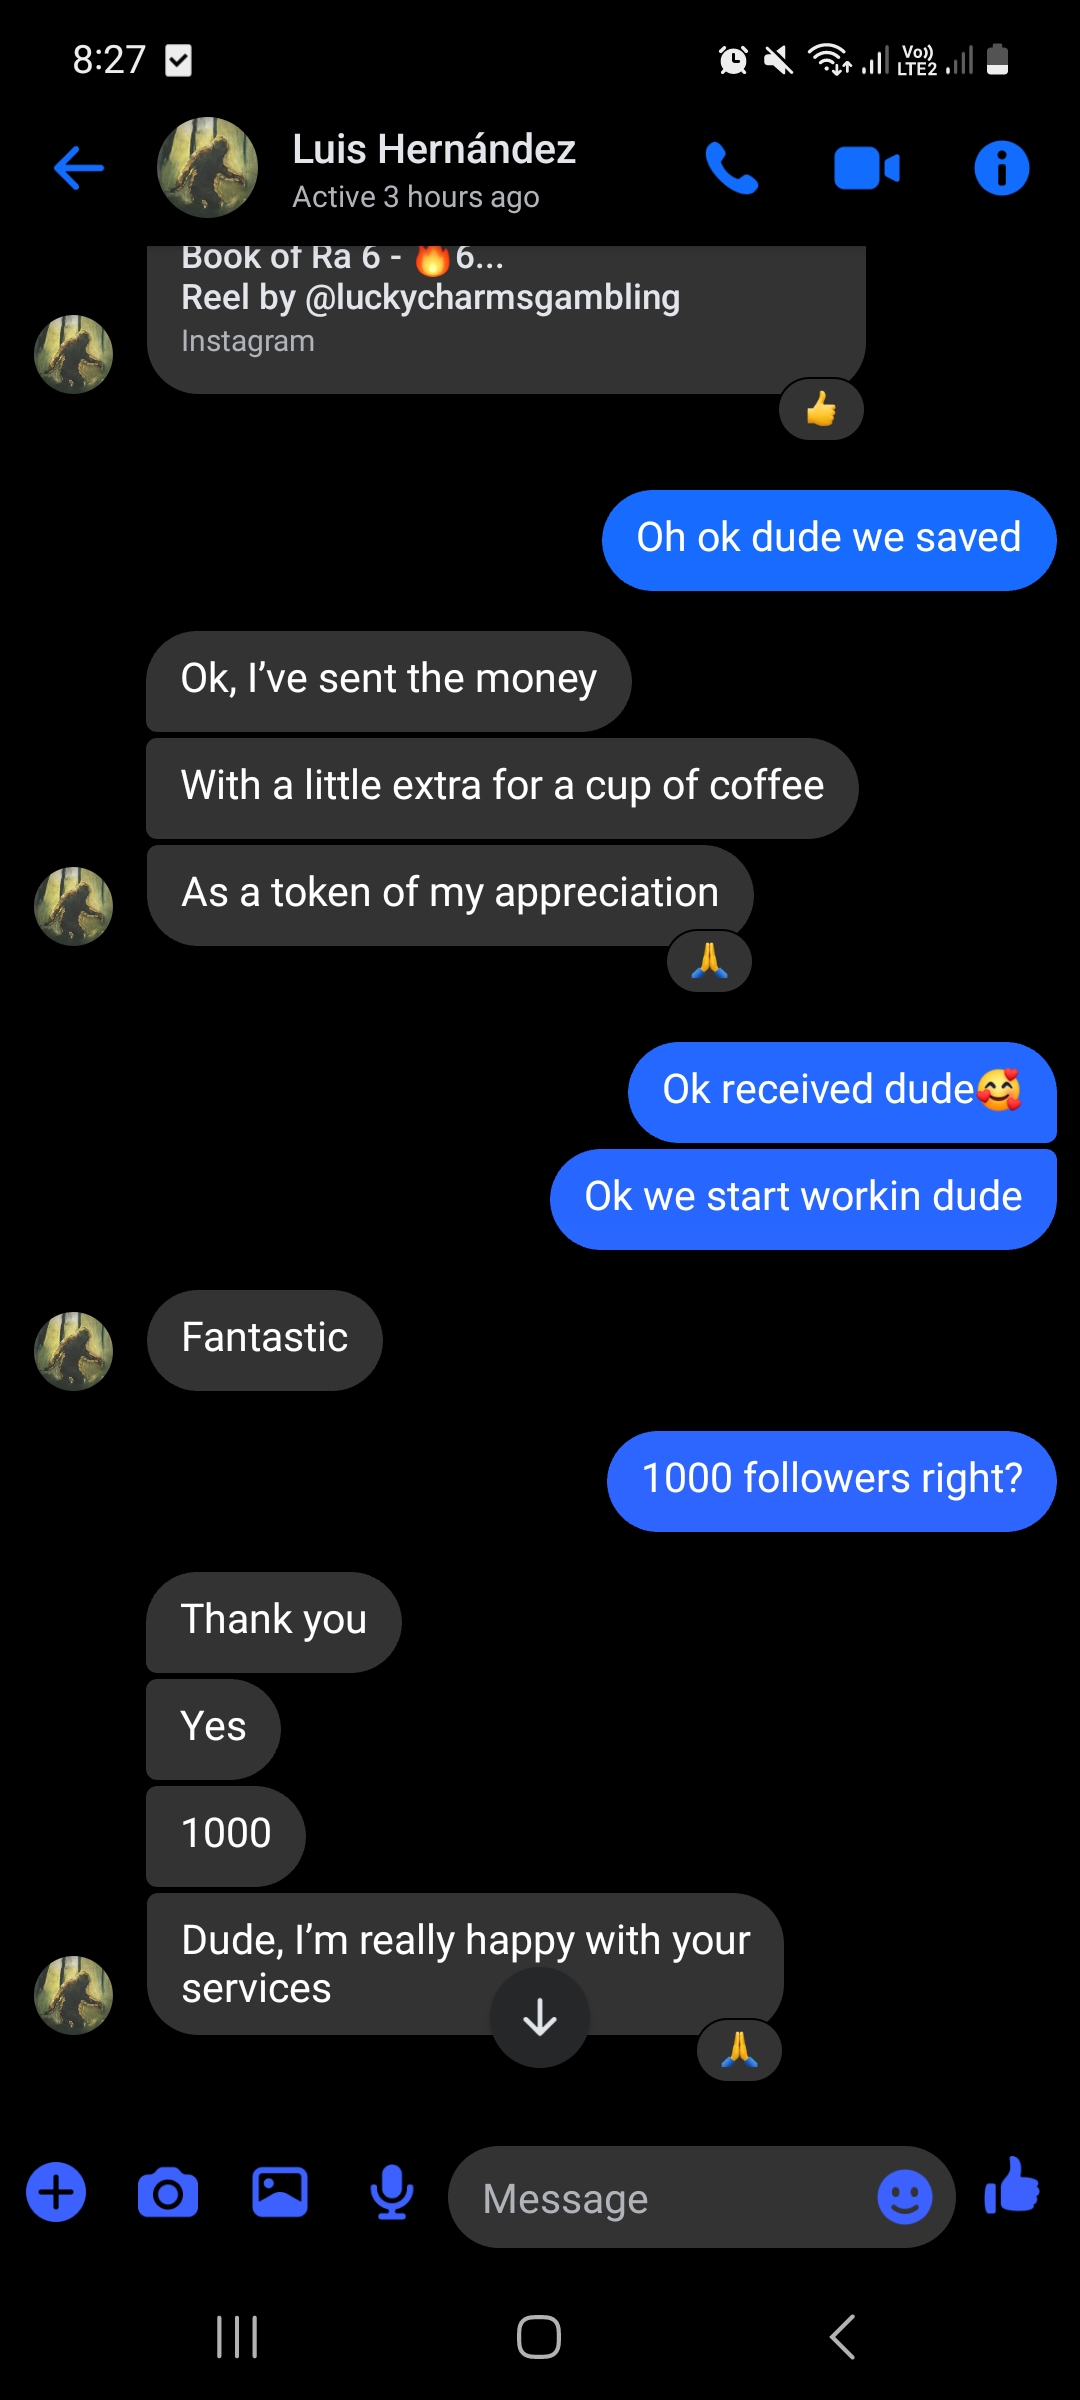 8:27
Vo))
LTE2
Luis Hernández
Active 3 hours ago
Book of Ra 6 - 🔥6...
Reel by @luckycharmsgambling
Instagram
Oh ok dude we saved
Ok, I’ve sent the money
With a little extra for a cup of coffee
As a token of my appreciation
Ok received dude🥰
Ok we start workin dude
Fantastic
1000 followers right?
Thank you
Yes
1000
Dude, I’m really happy with your
services
Message